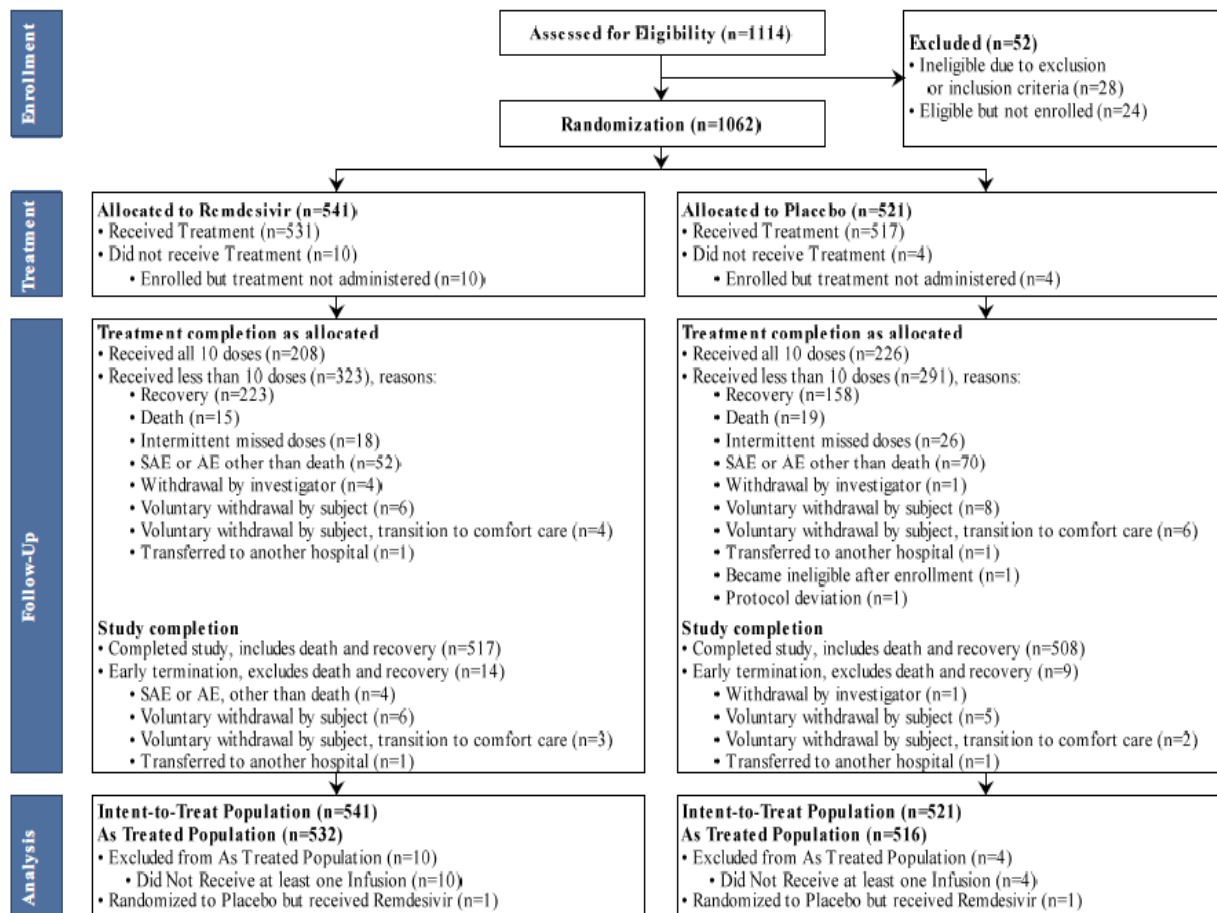 Enrollment
Assessed for Eligibility (n=1114)
Excluded (n=52)
• Ineligible due to exclusion
or inclusion criteria (n=28)
• Eligible but not enrolled (n=24)
Randomization (n=1062)
Treatment
Allocated to Remdesivir (n=541)
• Received Treatment (n=531)
• Did not receive Treatment (n=10)
• Enrolled but treatment not administered (n=10)
Allocated to Placebo (n=521)
• Received Treatment (n=517)
• Did not receive Treatment (n=4)
• Enrolled but treatment not administered (n=4)
Follow-Up
Treatment completion as allocated
• Received all 10 doses (n=208)
• Received less than 10 doses (n=323), reasons:
• Recovery (n=223)
• Death (n=15)
• Intermittent missed doses (n=18)
• SAE or AE other than death (n=52)
• Withdrawal by investigator (n=4)
• Voluntary withdrawal by subject (n=6)
• Voluntary withdrawal by subject, transition to comfort care (n=4)
• Transferred to another hospital (n=1)
Study completion
• Completed study, includes death and recovery (n=517)
• Early termination, excludes death and recovery (n=14)
• SAE or AE, other than death (n=4)
• Voluntary withdrawal by subject (n=6)
• Voluntary withdrawal by subject, transition to comfort care (n=3)
• Transferred to another hospital (n=1)
Treatment completion as allocated
• Received all 10 doses (n=226)
• Received less than 10 doses (n=291), reasons:
• Recovery (n=158)
• Death (n=19)
• Intermittent missed doses (n=26)
• SAE or AE other than death (n=70)
• Withdrawal by investigator (n=1)
• Voluntary withdrawal by subject (n=8)
• Voluntary withdrawal by subject, transition to comfort care (n=6)
• Transferred to another hospital (n=1)
• Became ineligible after enrollment (n=1)
• Protocol deviation (n=1)
Study completion
• Completed study, includes death and recovery (n=508)
• Early termination, excludes death and recovery (n=9)
• Withdrawal by investigator (n=1)
• Voluntary withdrawal by subject (n=5)
• Voluntary withdrawal by subject, transition to comfort care (n=2)
• Transferred to another hospital (n=1)
Analysis
Intent-to-Treat Population (n=541)
As Treated Population (n=532)
• Excluded from As Treated Population (n=10)
• Did Not Receive at least one Infusion (n=10)
• Randomized to Placebo but received Remdesivir (n=1)
Intent-to-Treat Population (n=521)
As Treated Population (n=516)
• Excluded from As Treated Population (n=4)
• Did Not Receive at least one Infusion (n=4)
• Randomized to Placebo but received Remdesivir (n=1)